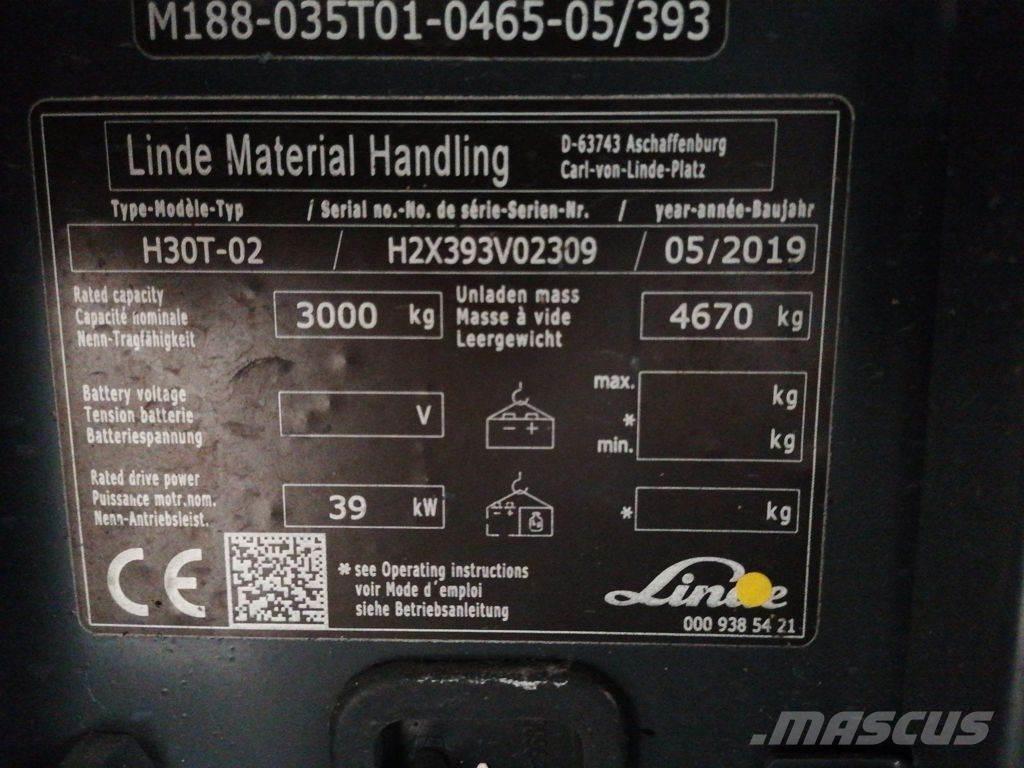 M188-035T01-0465-05/393
Linde Material Handling
D-63743 Aschaffenburg
Carl-von-Linde-Platz
Type-Modèle-Typ / Serial no.-No. de série-Serien-Nr. / year-année-Baujahr
H30T-02 / H2X393V02309 / 05/2019
Rated capacity
Capacité nominale
Nenn-Tragfähigkeit
3000 kg
Unladen mass
Masse à vide
Leergewicht
4670 kg
Battery voltage
Tension batterie
Batteriespannung
V
- +
max.
*
min.
kg
kg
Rated drive power
Puissance motr.nom.
Nenn-Antriebsleist.
39 kW
- +
*
kg
CE
* see Operating instructions
voir Mode d'emploi
siehe Betriebsanleitung
Linde
000 938 54 21
MASCUS